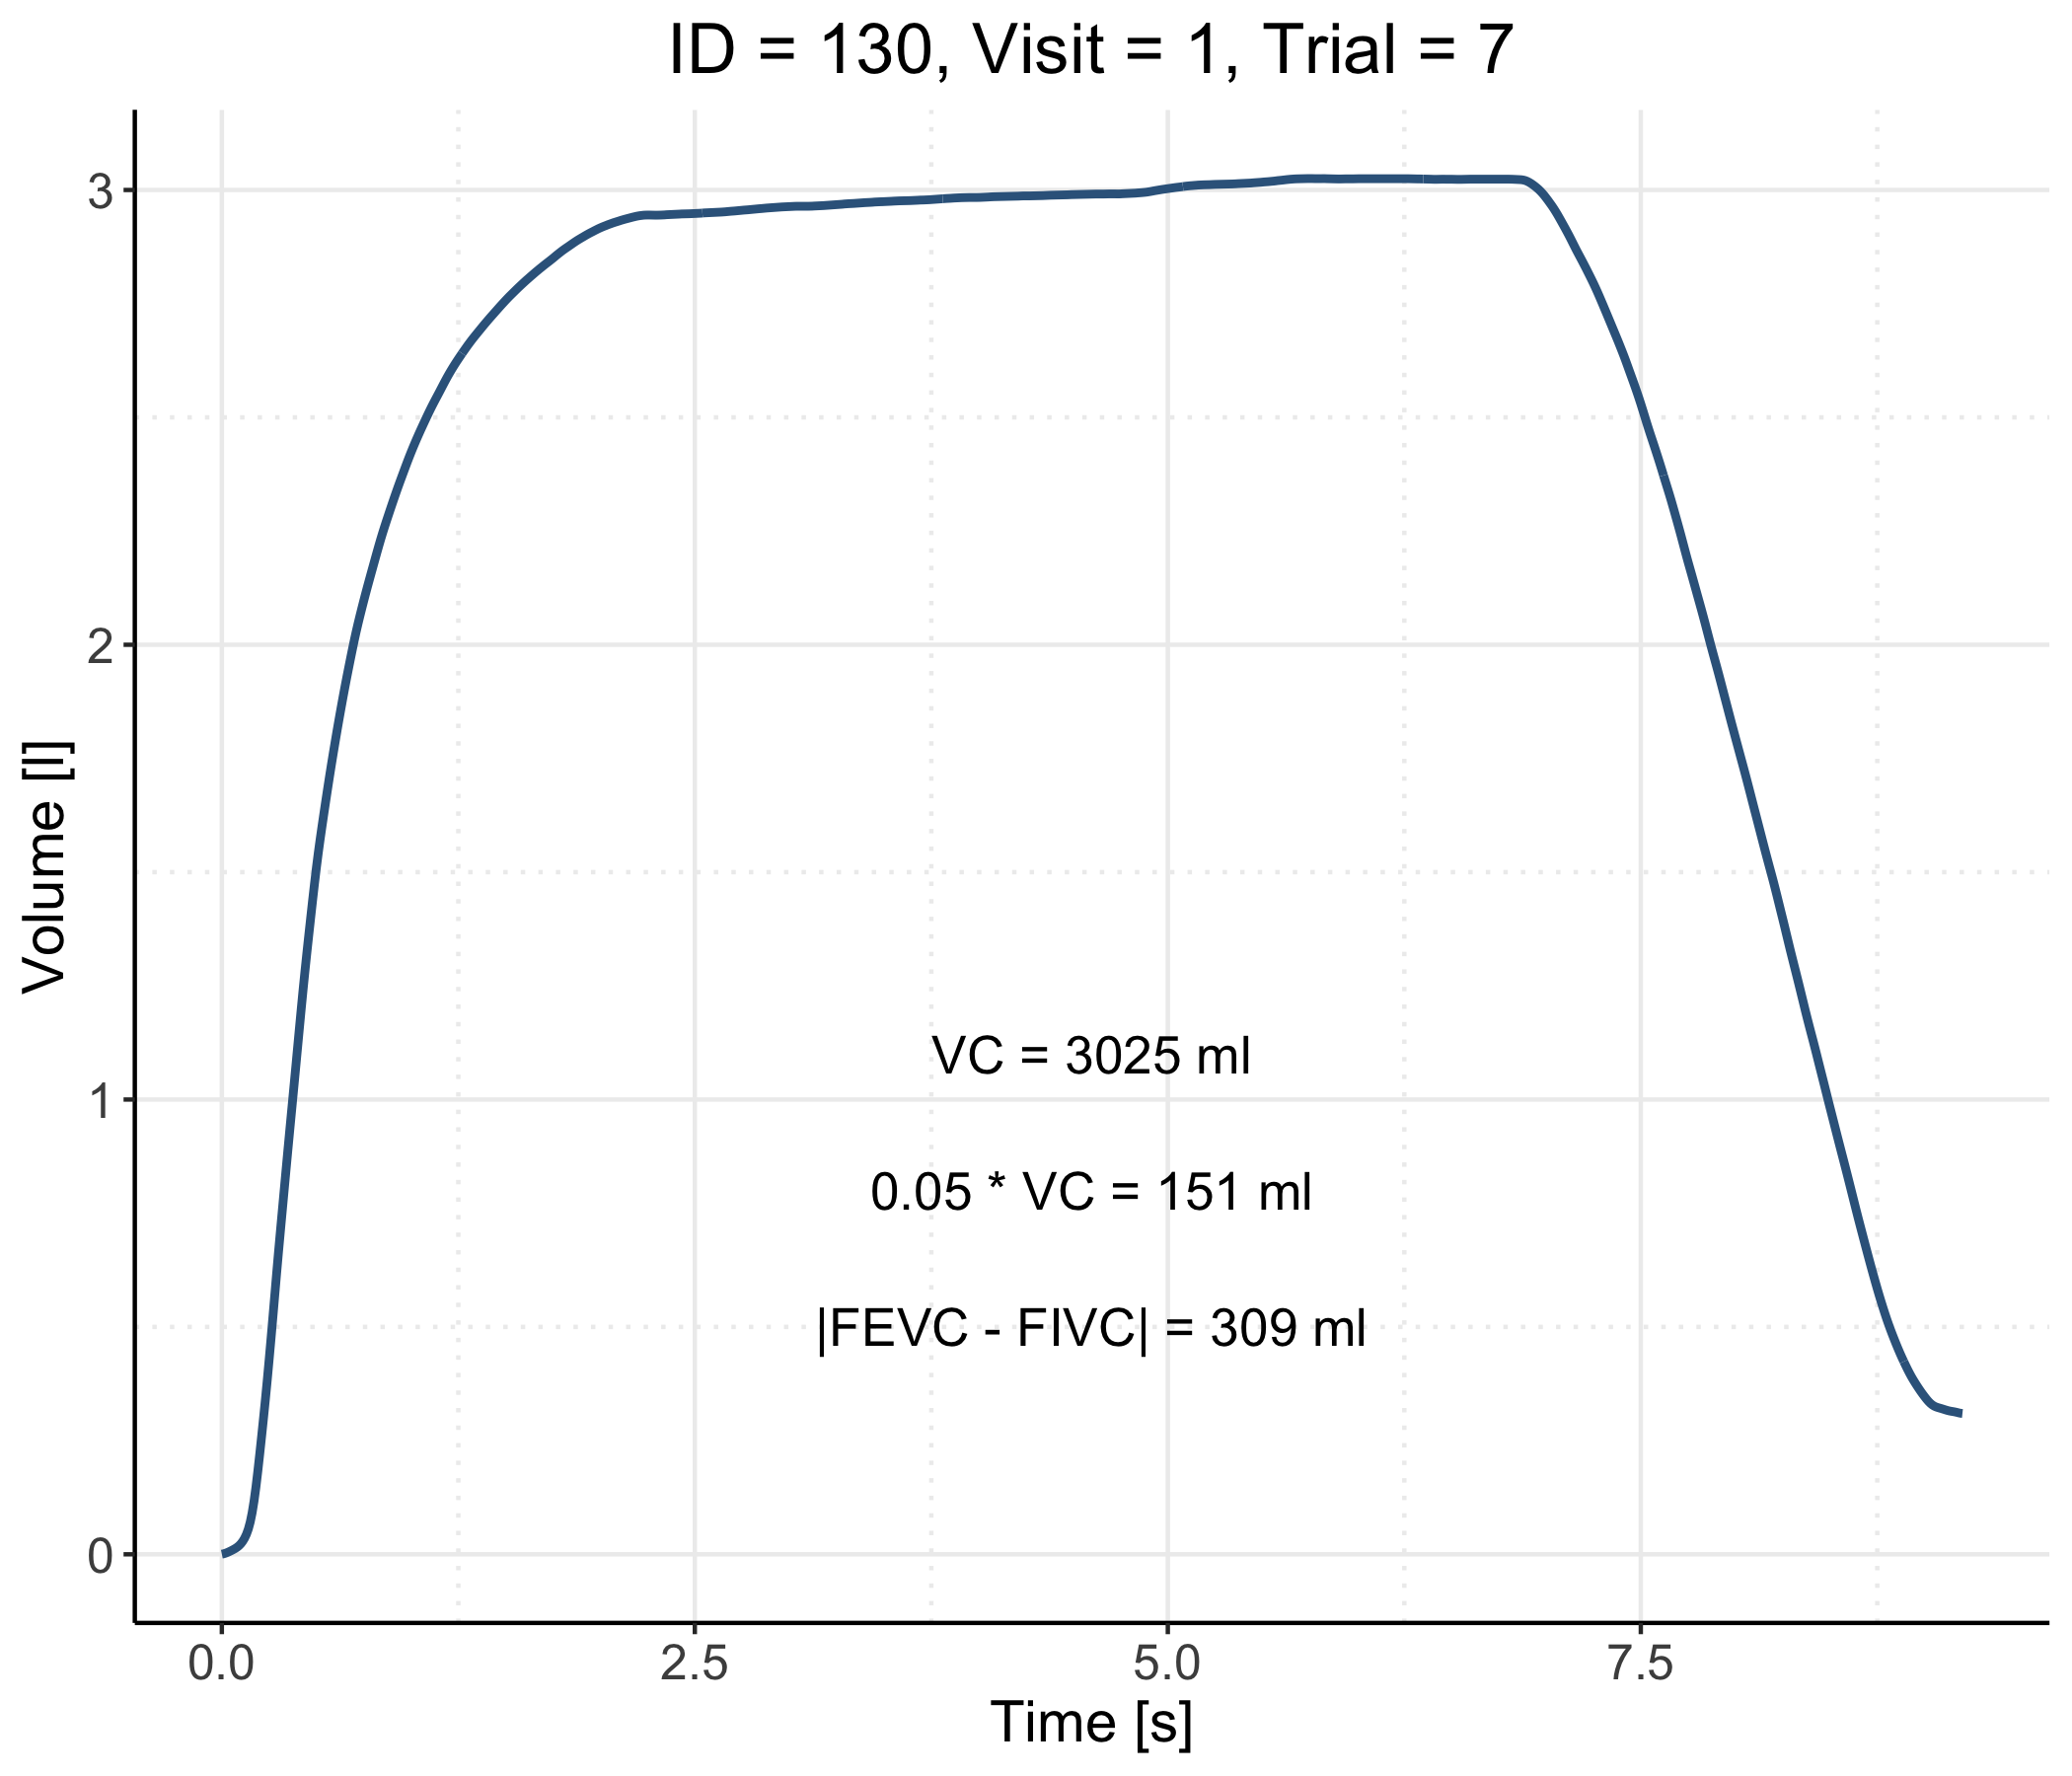 ID = 130, Visit = 1, Trial = 7
3
2
1
0
Volume [l]
VC = 3025 ml
0.05 * VC = 151 ml
|FEVC - FIVC| = 309 ml
0.0 2.5 5.0 7.5
Time [s]